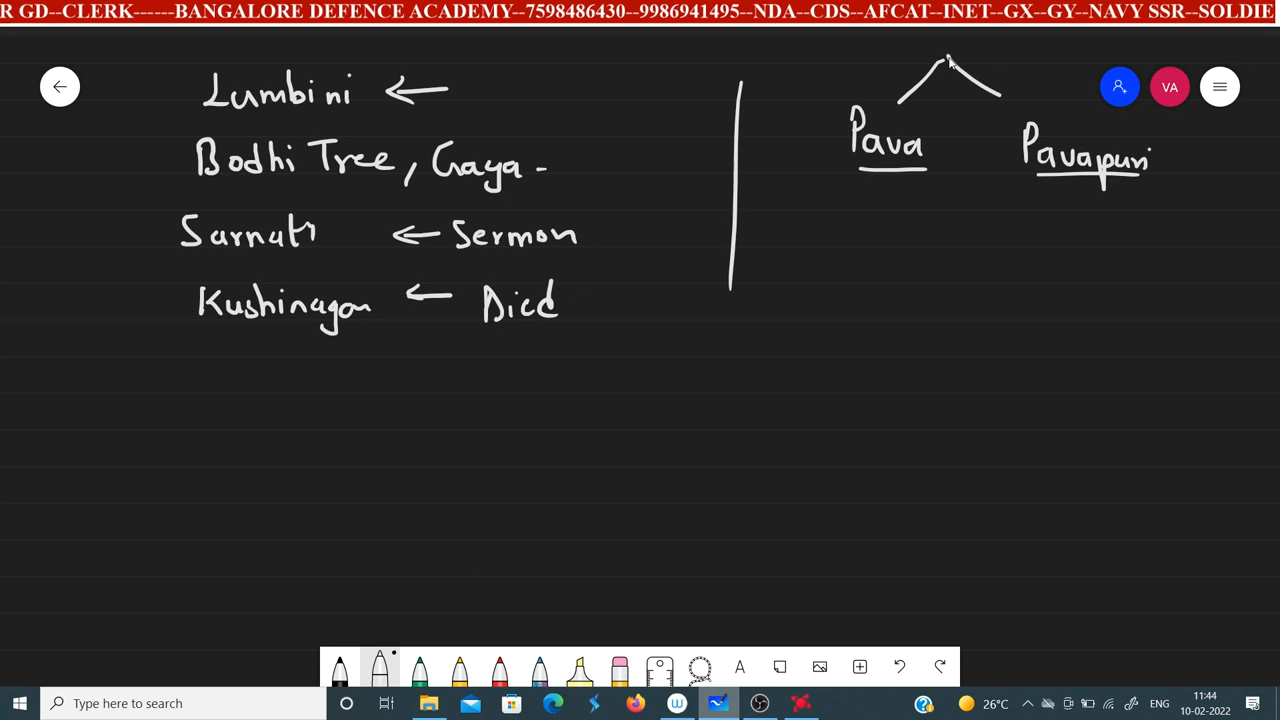 R GD--CLERK------BANGALORE DEFENCE ACADEMY--7598486430--9986941495--NDA--CDS--AFCAT--INET--GX--GY--NAVY SSR--SOLDIE
Lumbini ←
Bodhi Tree, Gaya -
Sarnath ← Sermon
Kushinagar ← Died
Pava
Pavapuri
VA
A
Type here to search
26°C
ENG
11:44
10-02-2022